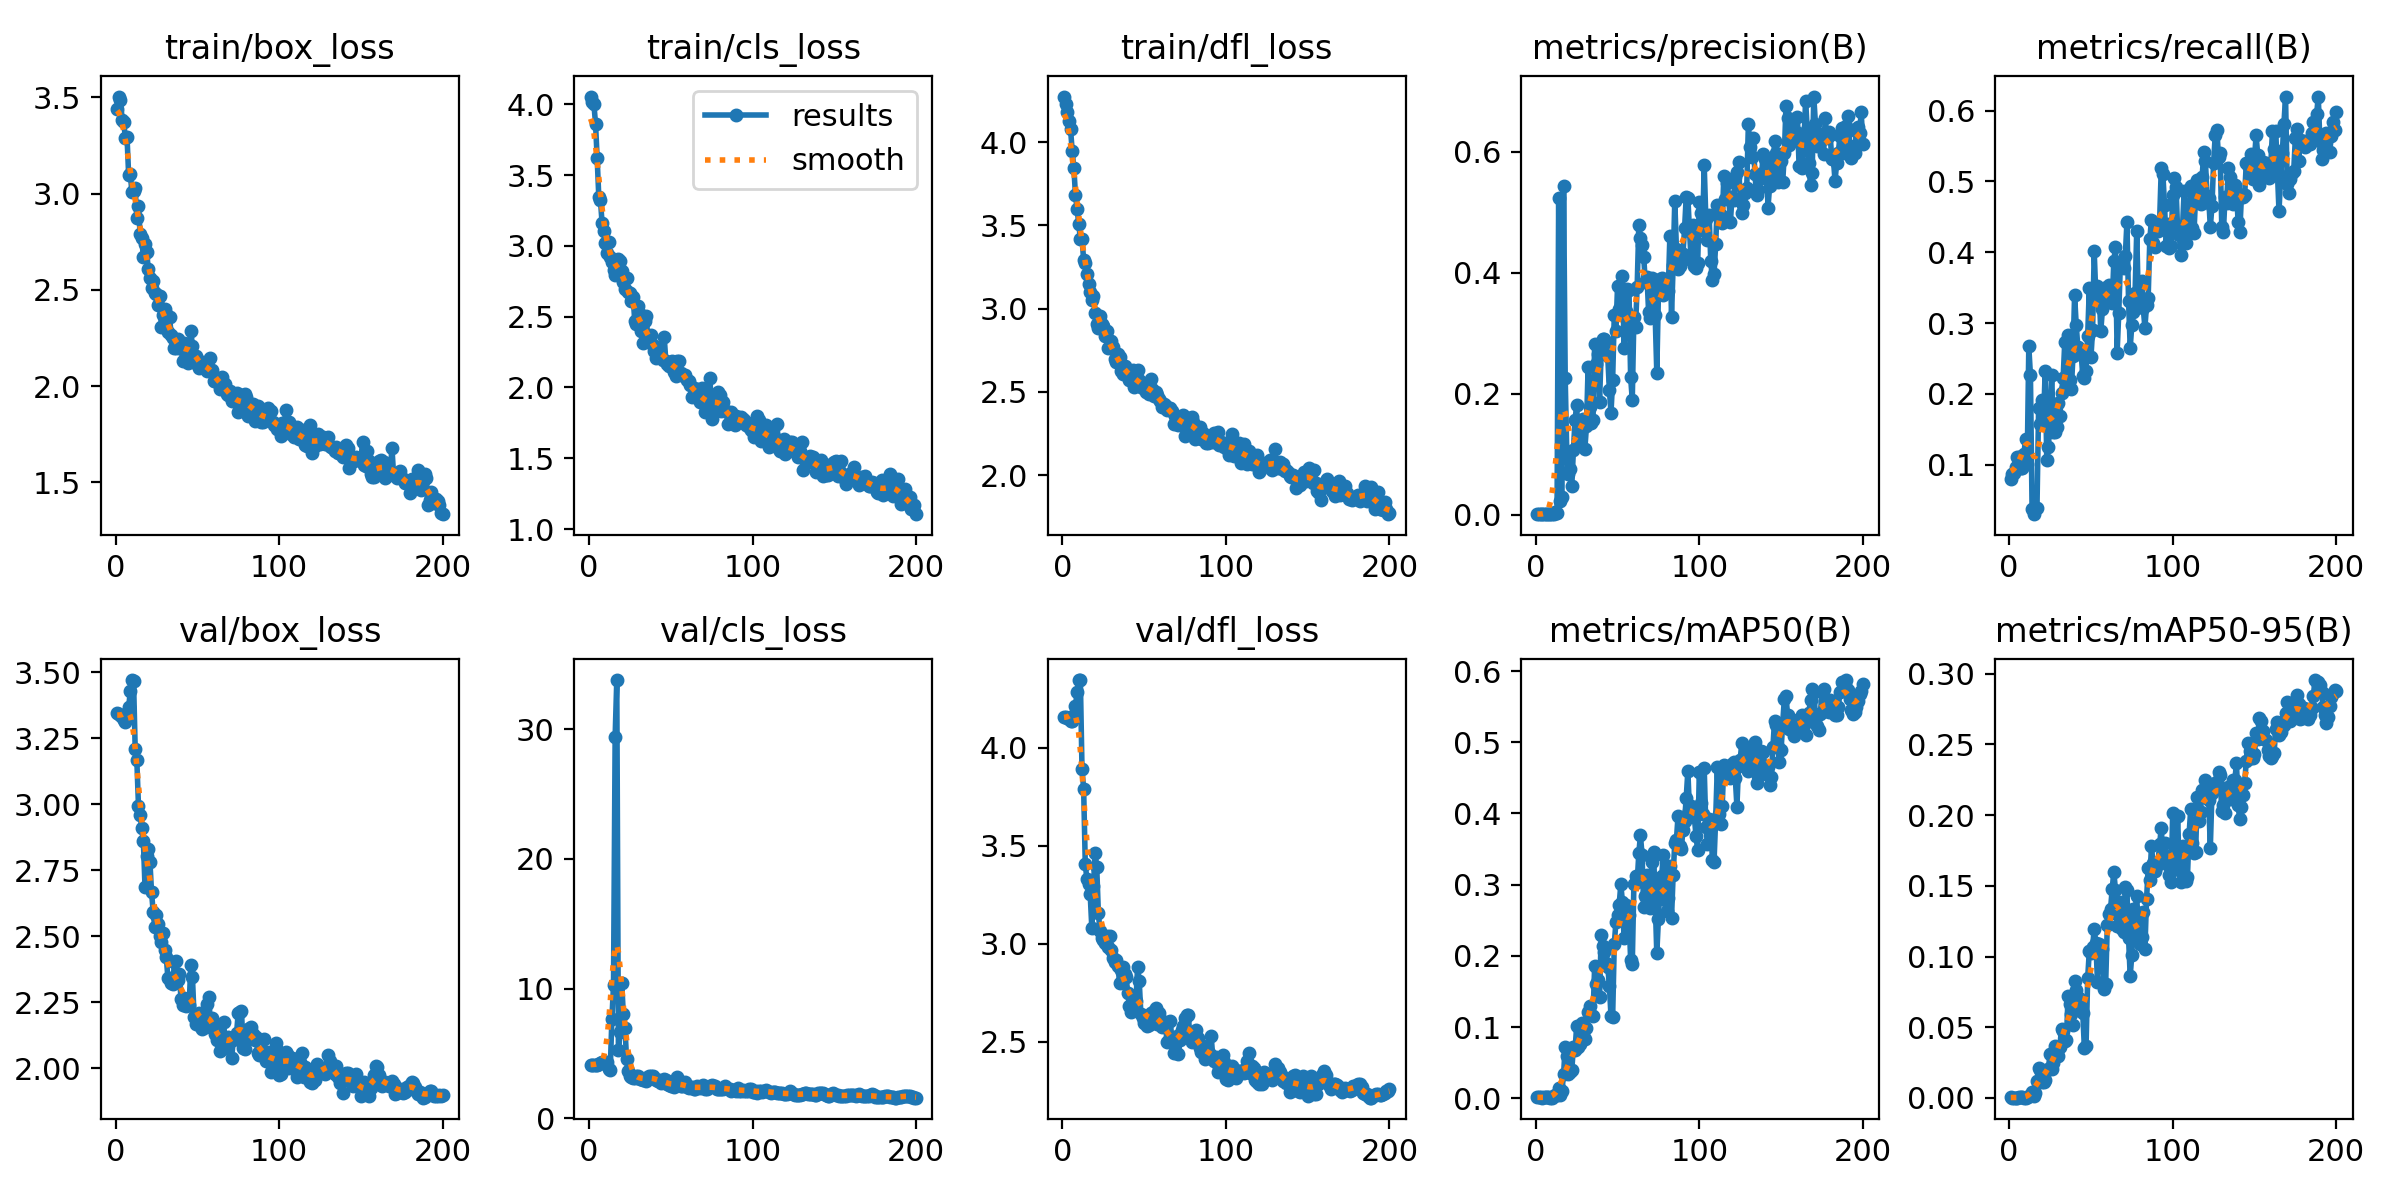 train/box_loss
3.5
3.0
2.5
2.0
1.5
0 100 200
train/cls_loss
results
smooth
4.0
3.5
3.0
2.5
2.0
1.5
1.0
0 100 200
train/dfl_loss
4.0
3.5
3.0
2.5
2.0
0 100 200
metrics/precision(B)
0.6
0.4
0.2
0.0
0 100 200
metrics/recall(B)
0.6
0.5
0.4
0.3
0.2
0.1
0 100 200
val/box_loss
3.50
3.25
3.00
2.75
2.50
2.25
2.00
0 100 200
val/cls_loss
30
20
10
0
0 100 200
val/dfl_loss
4.0
3.5
3.0
2.5
0 100 200
metrics/mAP50(B)
0.6
0.5
0.4
0.3
0.2
0.1
0.0
0 100 200
metrics/mAP50-95(B)
0.30
0.25
0.20
0.15
0.10
0.05
0.00
0 100 200